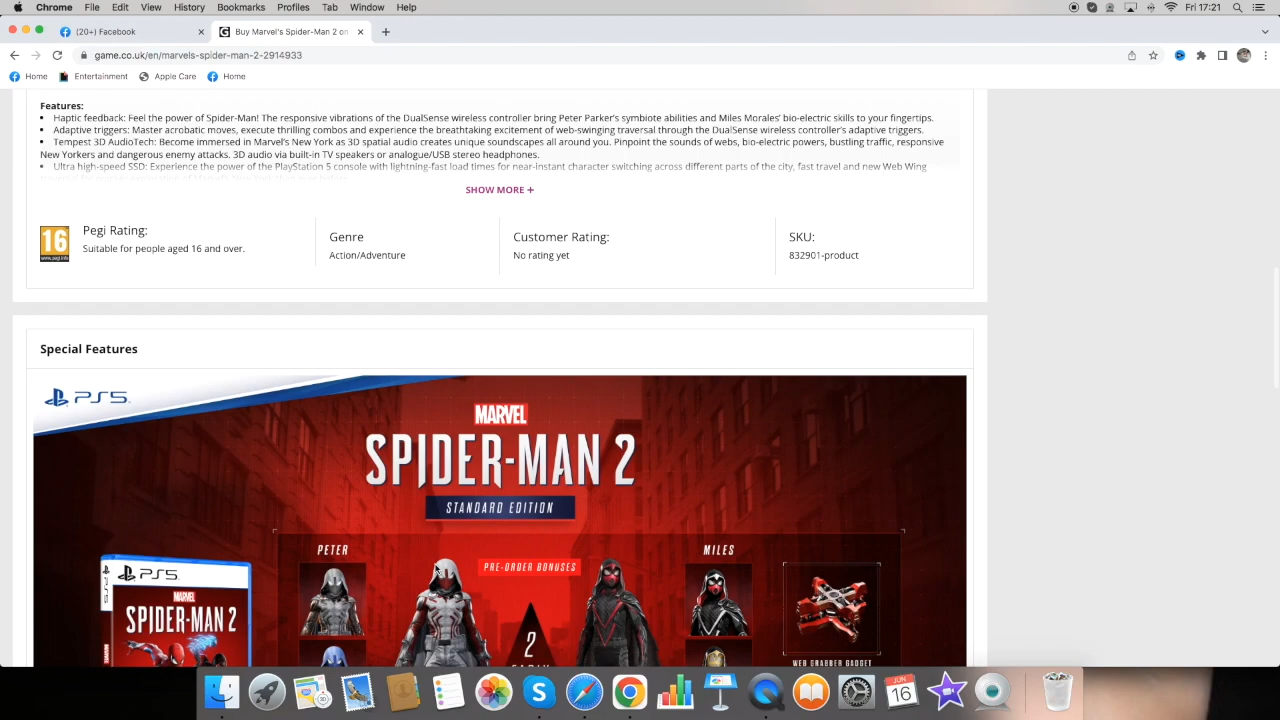 Chrome File Edit View History Bookmarks Profiles Tab Window Help Fri 17:21
(20+) Facebook Buy Marvel's Spider-Man 2 on
game.co.uk/en/marvels-spider-man-2-2914933
Home Entertainment Apple Care Home
Features:
• Haptic feedback: Feel the power of Spider-Man! The responsive vibrations of the DualSense wireless controller bring Peter Parker's symbiote abilities and Miles Morales' bio-electric skills to your fingertips.
• Adaptive triggers: Master acrobatic moves, execute thrilling combos and experience the breathtaking excitement of web-swinging traversal through the DualSense wireless controller's adaptive triggers.
• Tempest 3D AudioTech: Become immersed in Marvel's New York as 3D spatial audio creates unique soundscapes all around you. Pinpoint the sounds of webs, bio-electric powers, bustling traffic, responsive
New Yorkers and dangerous enemy attacks. 3D audio via built-in TV speakers or analogue/USB stereo headphones.
• Ultra high-speed SSD: Experience the power of the PlayStation 5 console with lightning-fast load times for near-instant character switching across different parts of the city, fast travel and new Web Wing
SHOW MORE +
16
www.pegi.info
Pegi Rating:
Suitable for people aged 16 and over.
Genre
Action/Adventure
Customer Rating:
No rating yet
SKU:
832901-product
Special Features
PS5
MARVEL
SPIDER-MAN 2
STANDARD EDITION
PETER
PRE-ORDER BONUSES
MILES
PS5
MARVEL
SPIDER-MAN 2
2
WEB GRABBER GADGET
JUN
16